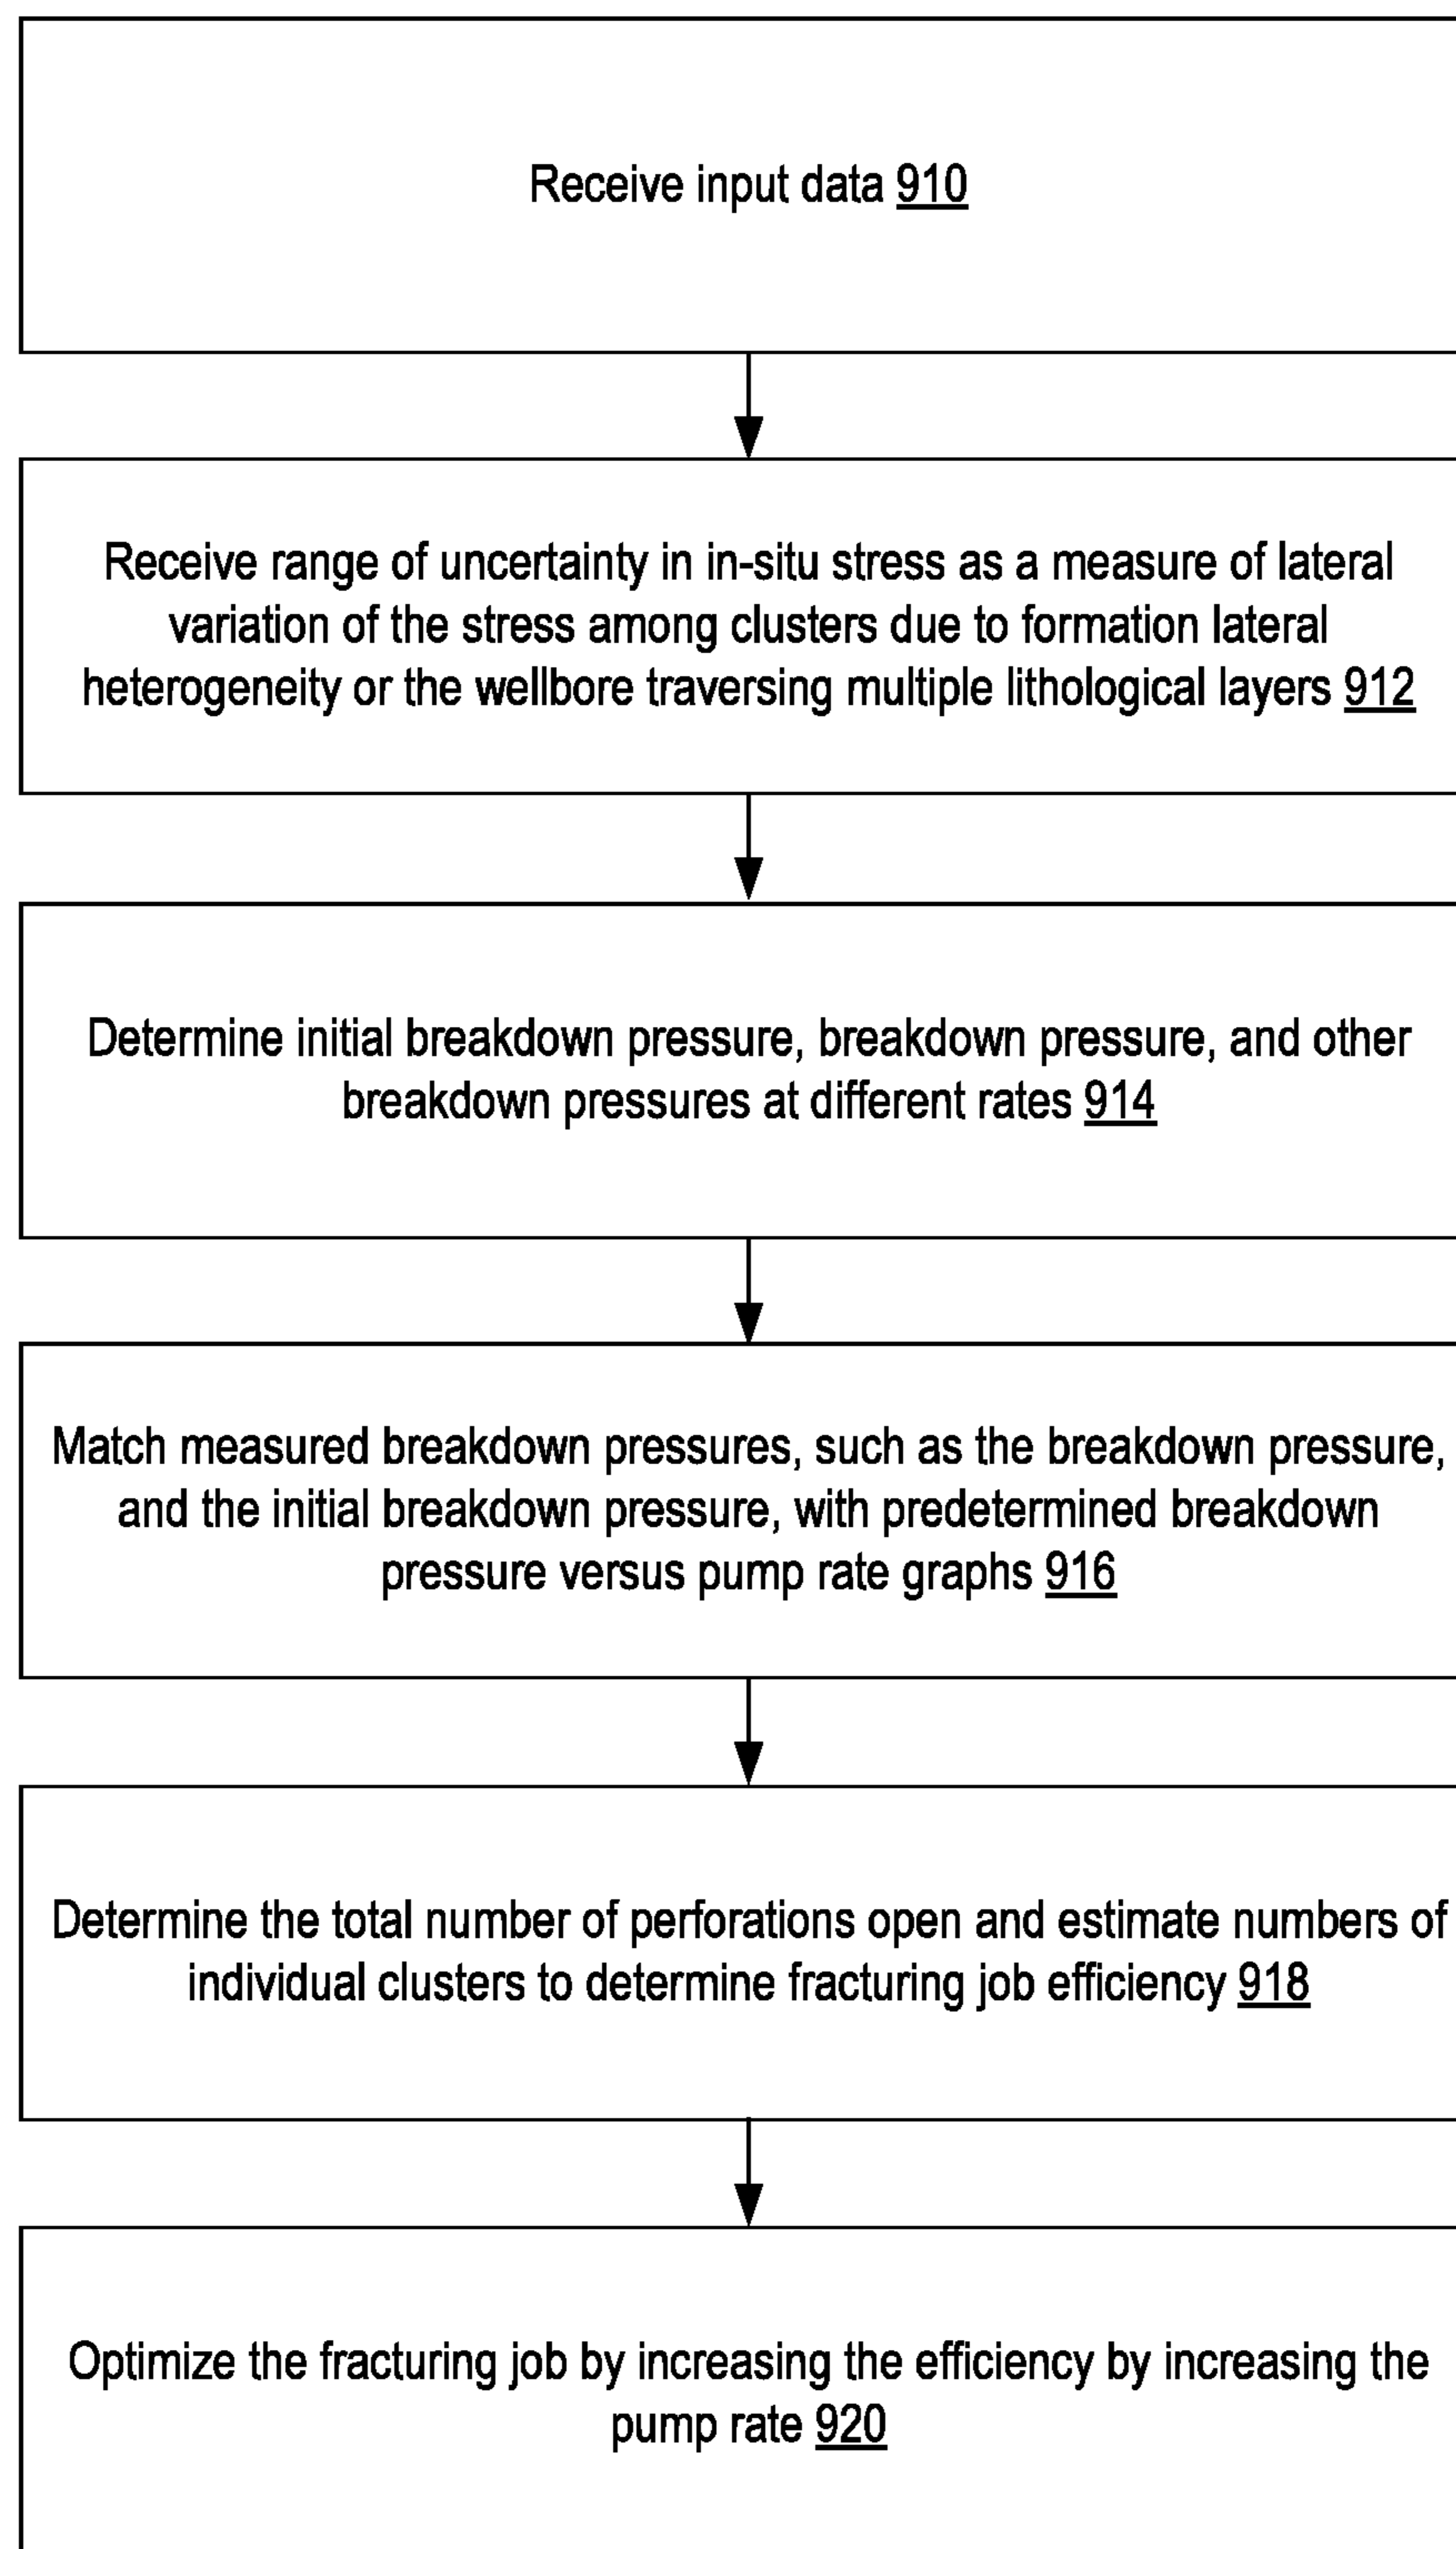 Receive input data 910
Receive range of uncertainty in in-situ stress as a measure of lateral
variation of the stress among clusters due to formation lateral
heterogeneity or the wellbore traversing multiple lithological layers 912
Determine initial breakdown pressure, breakdown pressure, and other
breakdown pressures at different rates 914
Match measured breakdown pressures, such as the breakdown pressure,
and the initial breakdown pressure, with predetermined breakdown
pressure versus pump rate graphs 916
Determine the total number of perforations open and estimate numbers of
individual clusters to determine fracturing job efficiency 918
Optimize the fracturing job by increasing the efficiency by increasing the
pump rate 920